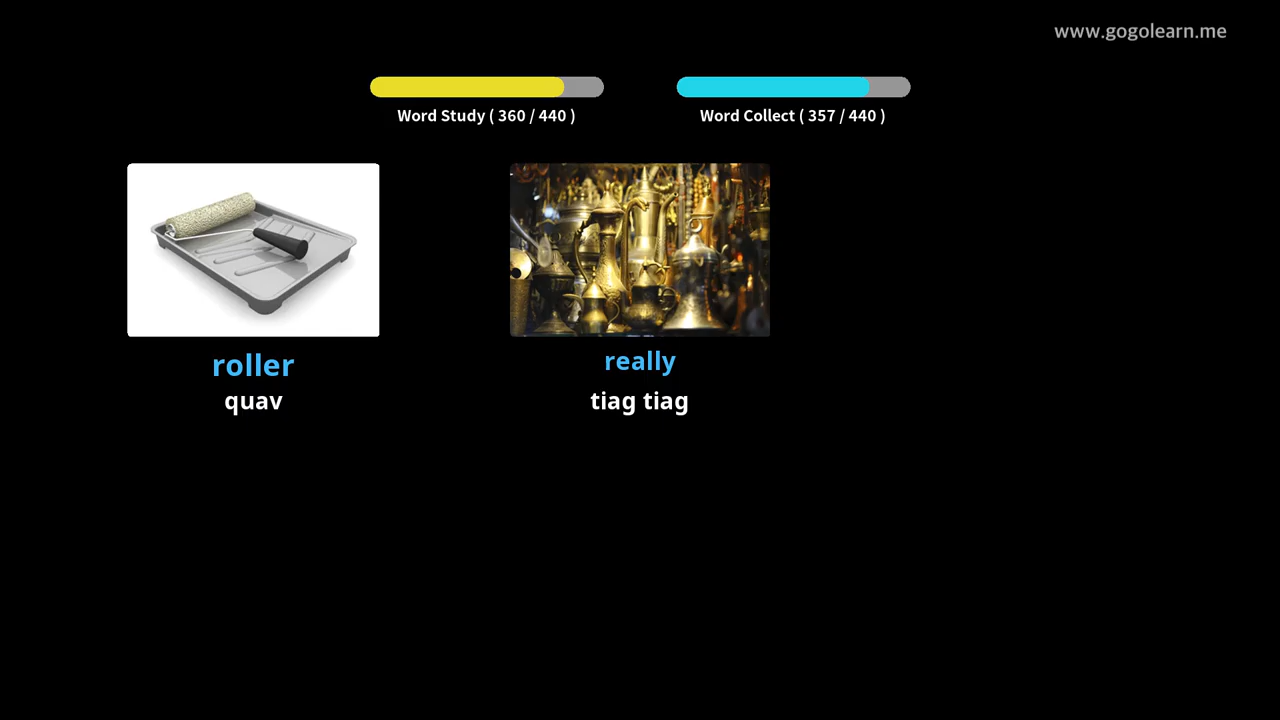 www.gogolearn.me
Word Study ( 360 / 440 )
Word Collect ( 357 / 440 )
roller
quav
really
tiag tiag